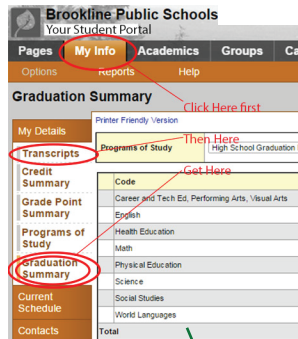 Brookline Public Schools
Your Student Portal
Pages My Info Academics Groups Ca
Options Reports Help
Graduation Summary
Click Here first
Printer Friendly Version
My Details
Then Here
Transcripts
Programs of Study High School Graduation
Credit Summary
Get Here
Code
Grade Point Summary
Career and Tech Ed, Performing Arts, Visual Arts
English
Programs of Study
Health Education
Math
Graduation Summary
Physical Education
Science
Current Schedule
Social Studies
World Languages
Contacts
Total